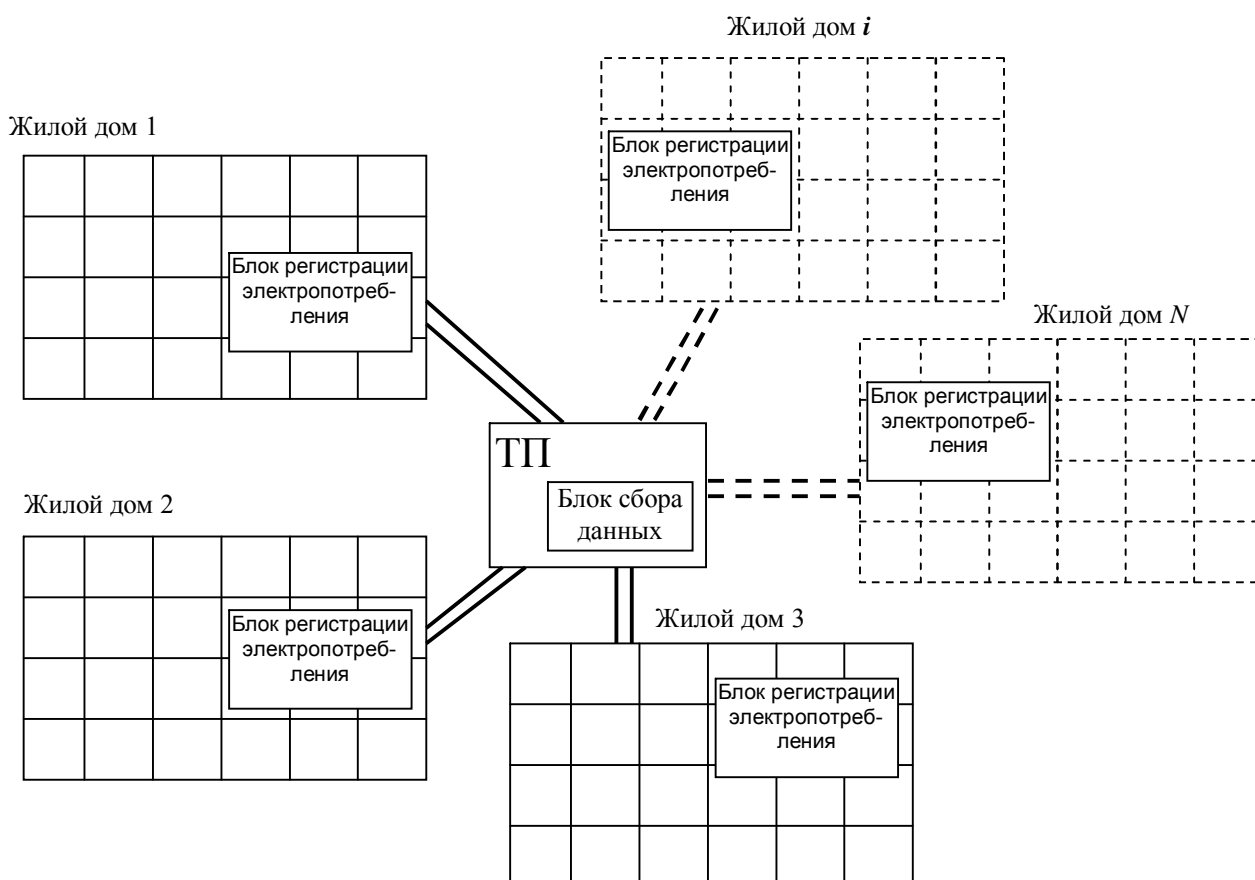 Жилой дом i
Блок регистрации
электропотреб-
ления
Жилой дом 1
Блок регистрации
электропотреб-
ления
Жилой дом N
Блок регистрации
электропотреб-
ления
ТП
Блок сбора
данных
Жилой дом 2
Блок регистрации
электропотреб-
ления
Жилой дом 3
Блок регистрации
электропотреб-
ления